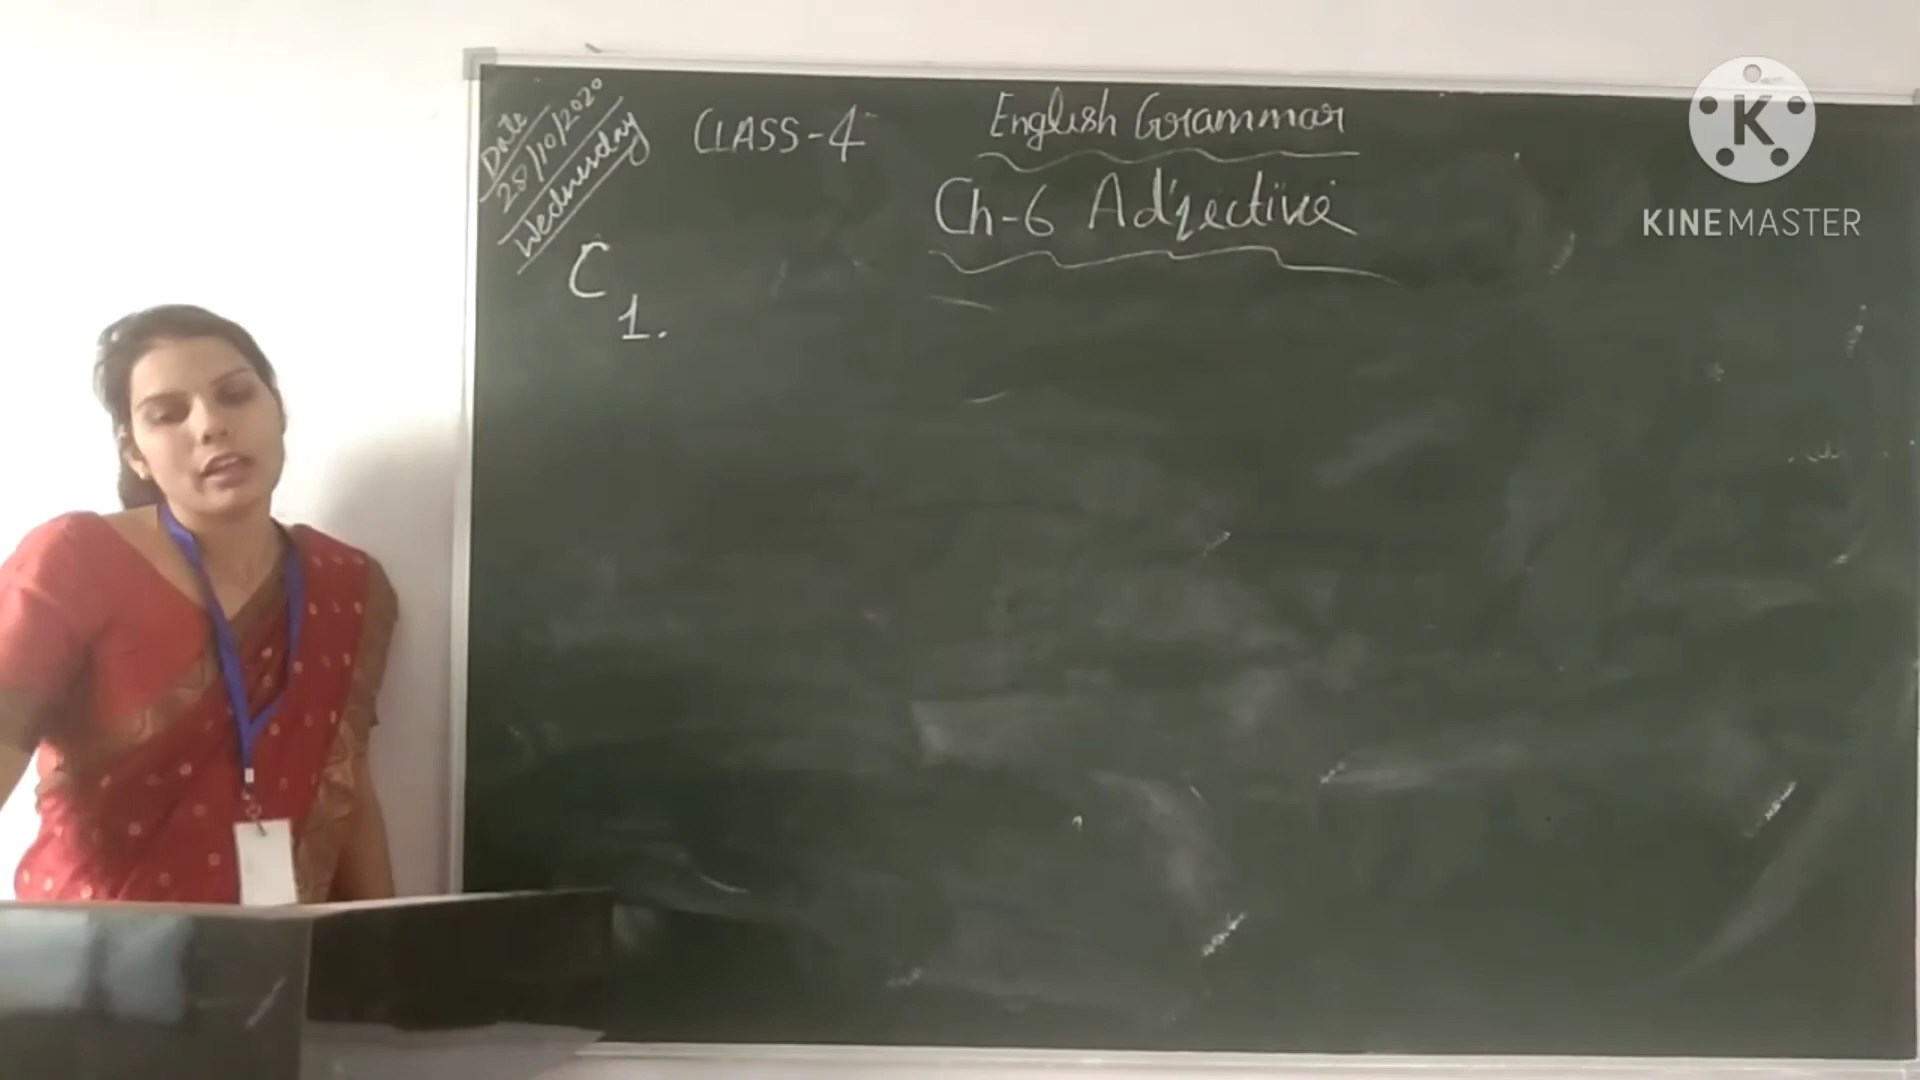 Date
28/10/2020
Wednesday
CLASS-4
English Grammar
Ch-6 Adjective
C
1.
K
KINEMASTER